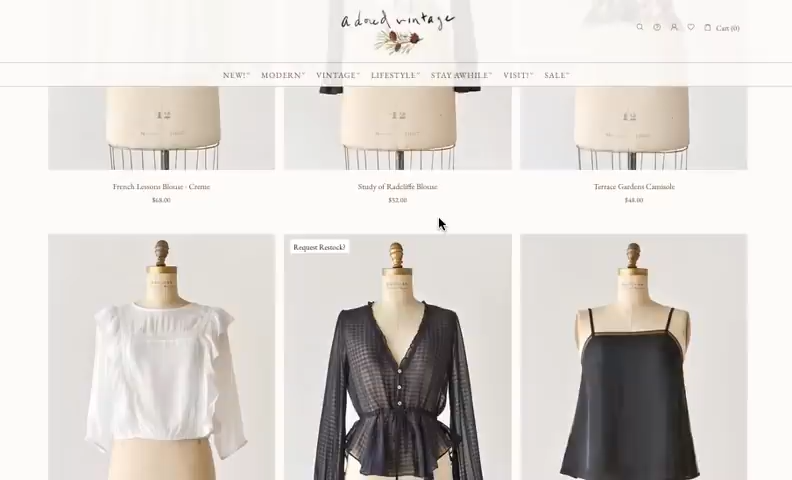 adored vintage
Cart (0)
NEW! MODERN VINTAGE LIFESTYLE STAY AWHILE VISIT! SALE
French Lessons Blouse - Creme
Study of Radcliffe Blouse
Terrace Gardens Camisole
$68.00
$52.00
$48.00
Request Restock?